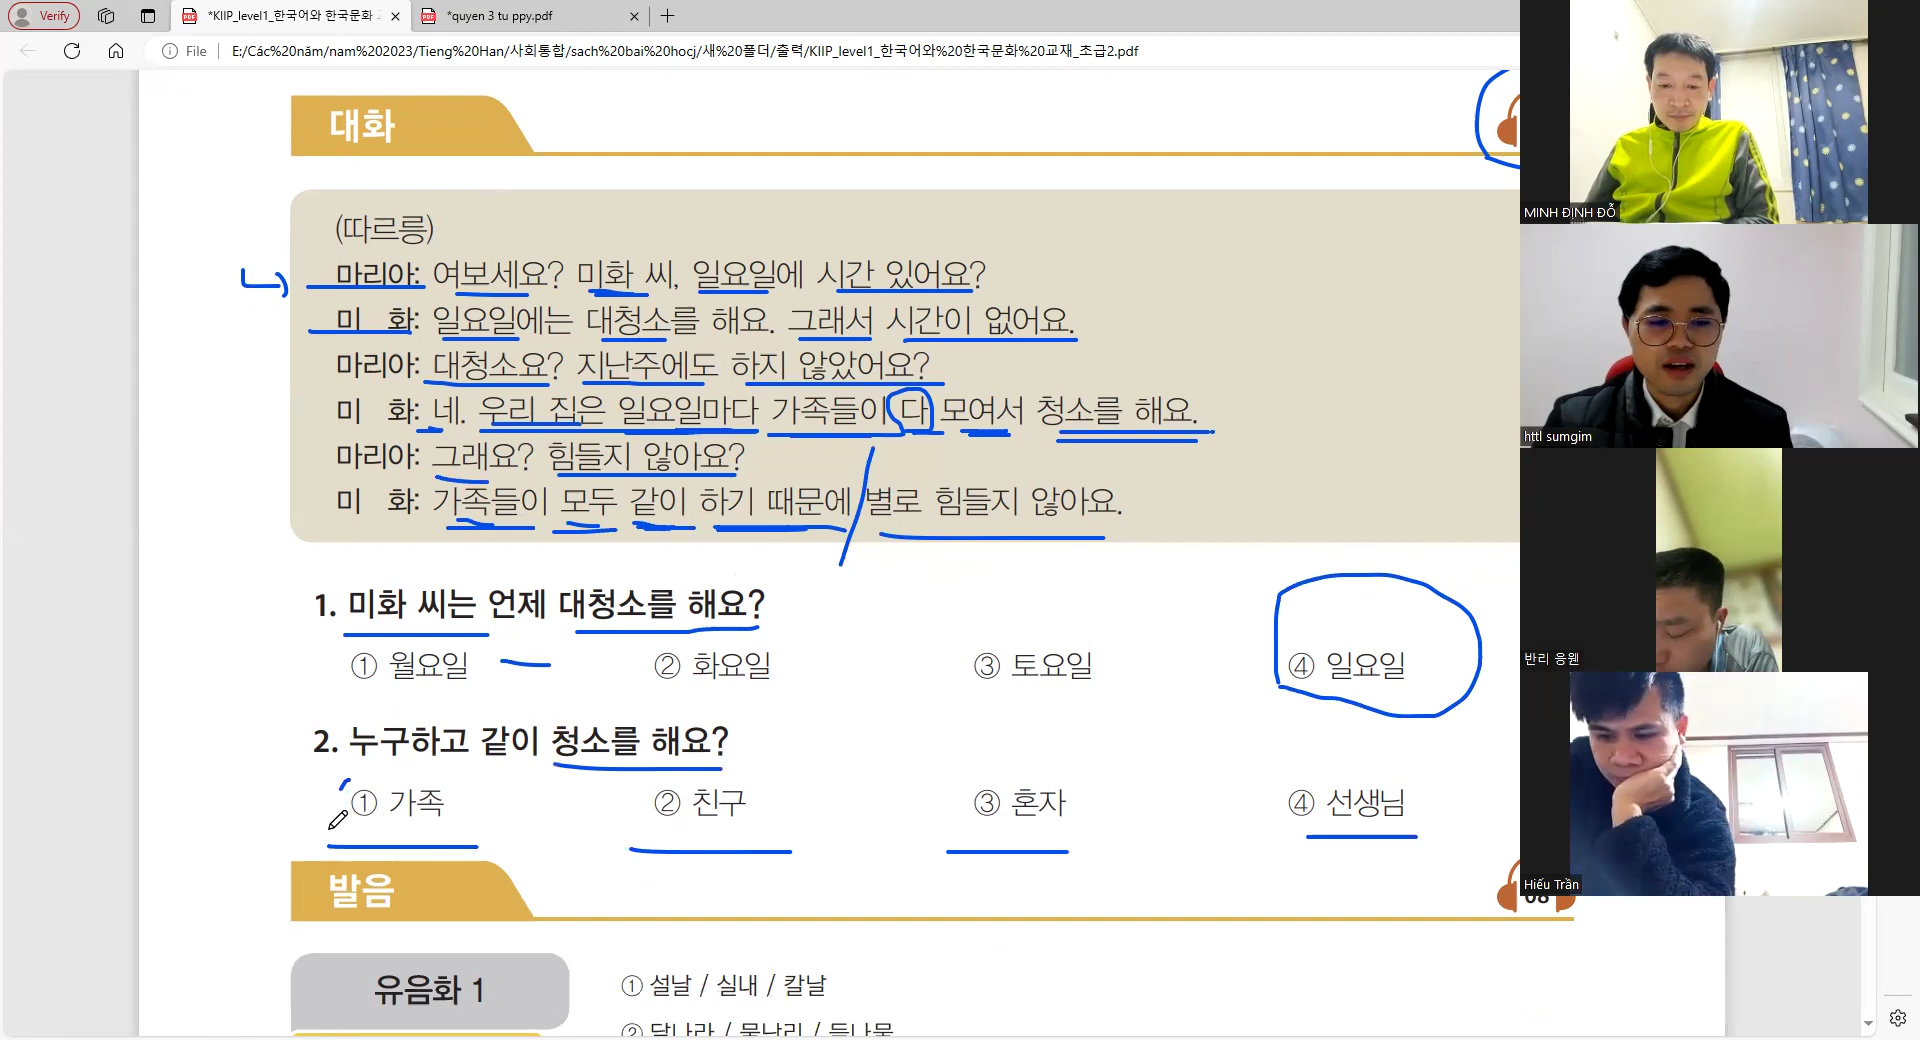 Verify
*KIIP_level1_한국어와 한국문화
*quyen 3 tu ppy.pdf
File
E:/Các%20năm/nam%202023/Tieng%20Han/사회통합/sach%20bai%20hocj/새%20폴더/출력/KIIP_level1_한국어와%20한국문화%20교재_초급2.pdf
대화
(따르릉)
마리아: 여보세요? 미화 씨, 일요일에 시간 있어요?
미 화: 일요일에는 대청소를 해요. 그래서 시간이 없어요.
마리아: 대청소요? 지난주에도 하지 않았어요?
미 화: 네. 우리 집은 일요일마다 가족들이 다 모여서 청소를 해요.
마리아: 그래요? 힘들지 않아요?
미 화: 가족들이 모두 같이 하기 때문에 별로 힘들지 않아요.
1. 미화 씨는 언제 대청소를 해요?
① 월요일 ② 화요일 ③ 토요일 ④ 일요일
2. 누구하고 같이 청소를 해요?
① 가족 ② 친구 ③ 혼자 ④ 선생님
발음
08
유음화 1
① 설날 / 실내 / 칼날
② 달나라 / 물난리 / 들나물
MINH ĐỊNH ĐỖ
httl sumgim
반리 응웬
Hiếu Trần